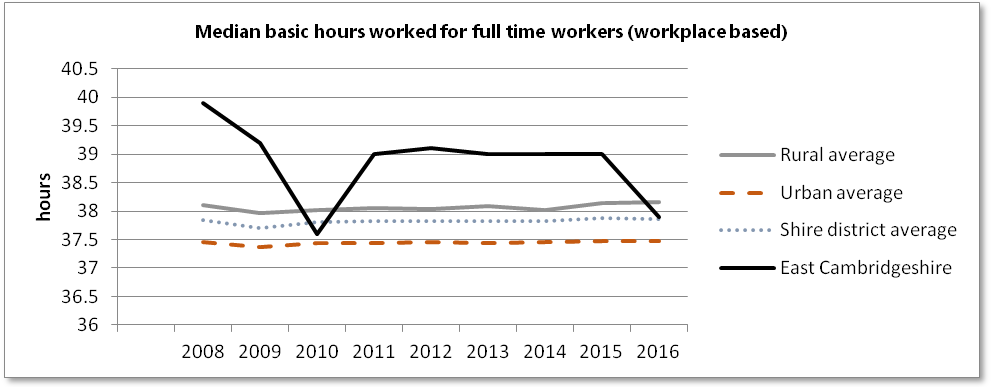 Median basic hours worked for full time workers (workplace based)
40.5
40
39.5
39
38.5
38
37.5
37
36.5
36
hours
2008 2009 2010 2011 2012 2013 2014 2015 2016
Rural average
Urban average
Shire district average
East Cambridgeshire